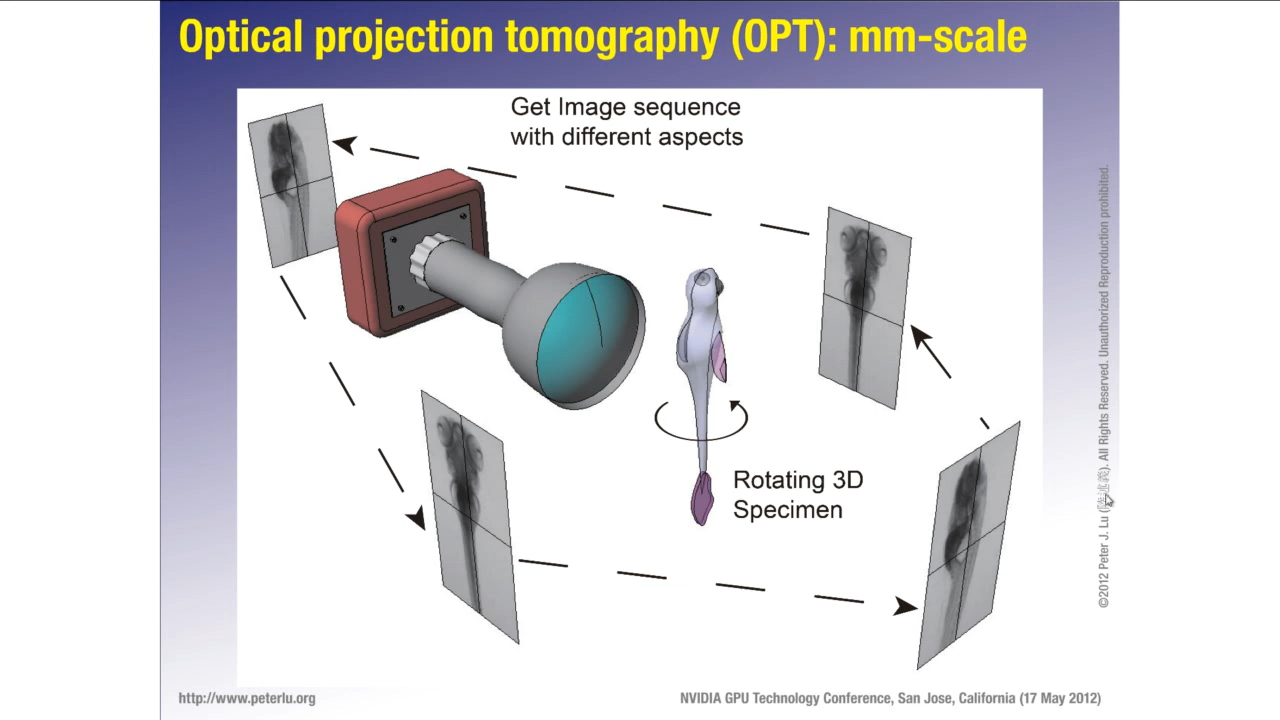 Optical projection tomography (OPT): mm-scale
Get Image sequence
with different aspects
Rotating 3D
Specimen
©2012 Peter J. Lu (). All Rights Reserved. Unauthorized Reproduction prohibited.
http://www.peterlu.org
NVIDIA GPU Technology Conference, San Jose, California (17 May 2012)